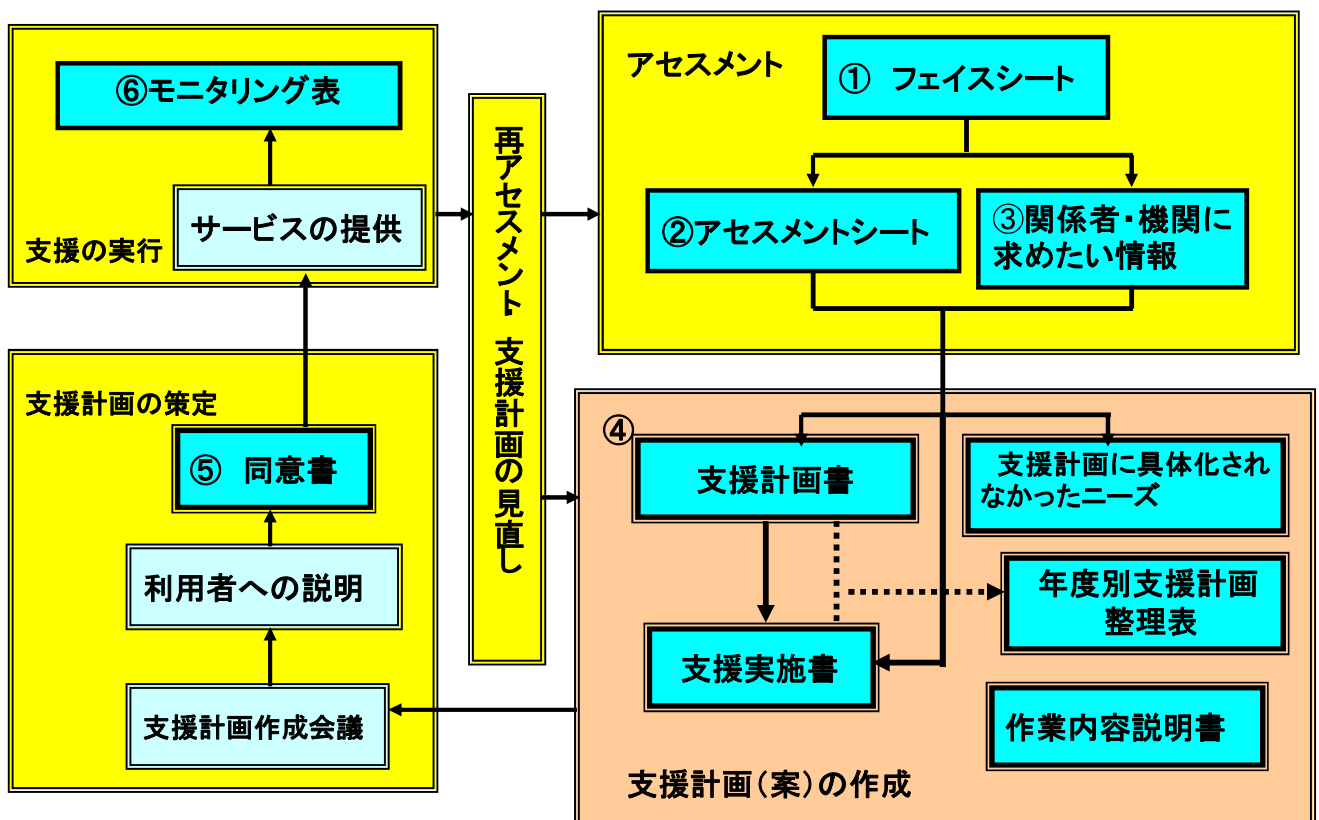 ⑥モニタリング表
サービスの提供
支援の実行
再アセスメント・支援計画の見直し
アセスメント
① フェイスシート
②アセスメントシート
③関係者・機関に
求めたい情報
支援計画の策定
⑤ 同意書
利用者への説明
支援計画作成会議
④
支援計画書
支援計画に具体化され
なかったニーズ
年度別支援計画
整理表
支援実施書
作業内容説明書
支援計画（案）の作成